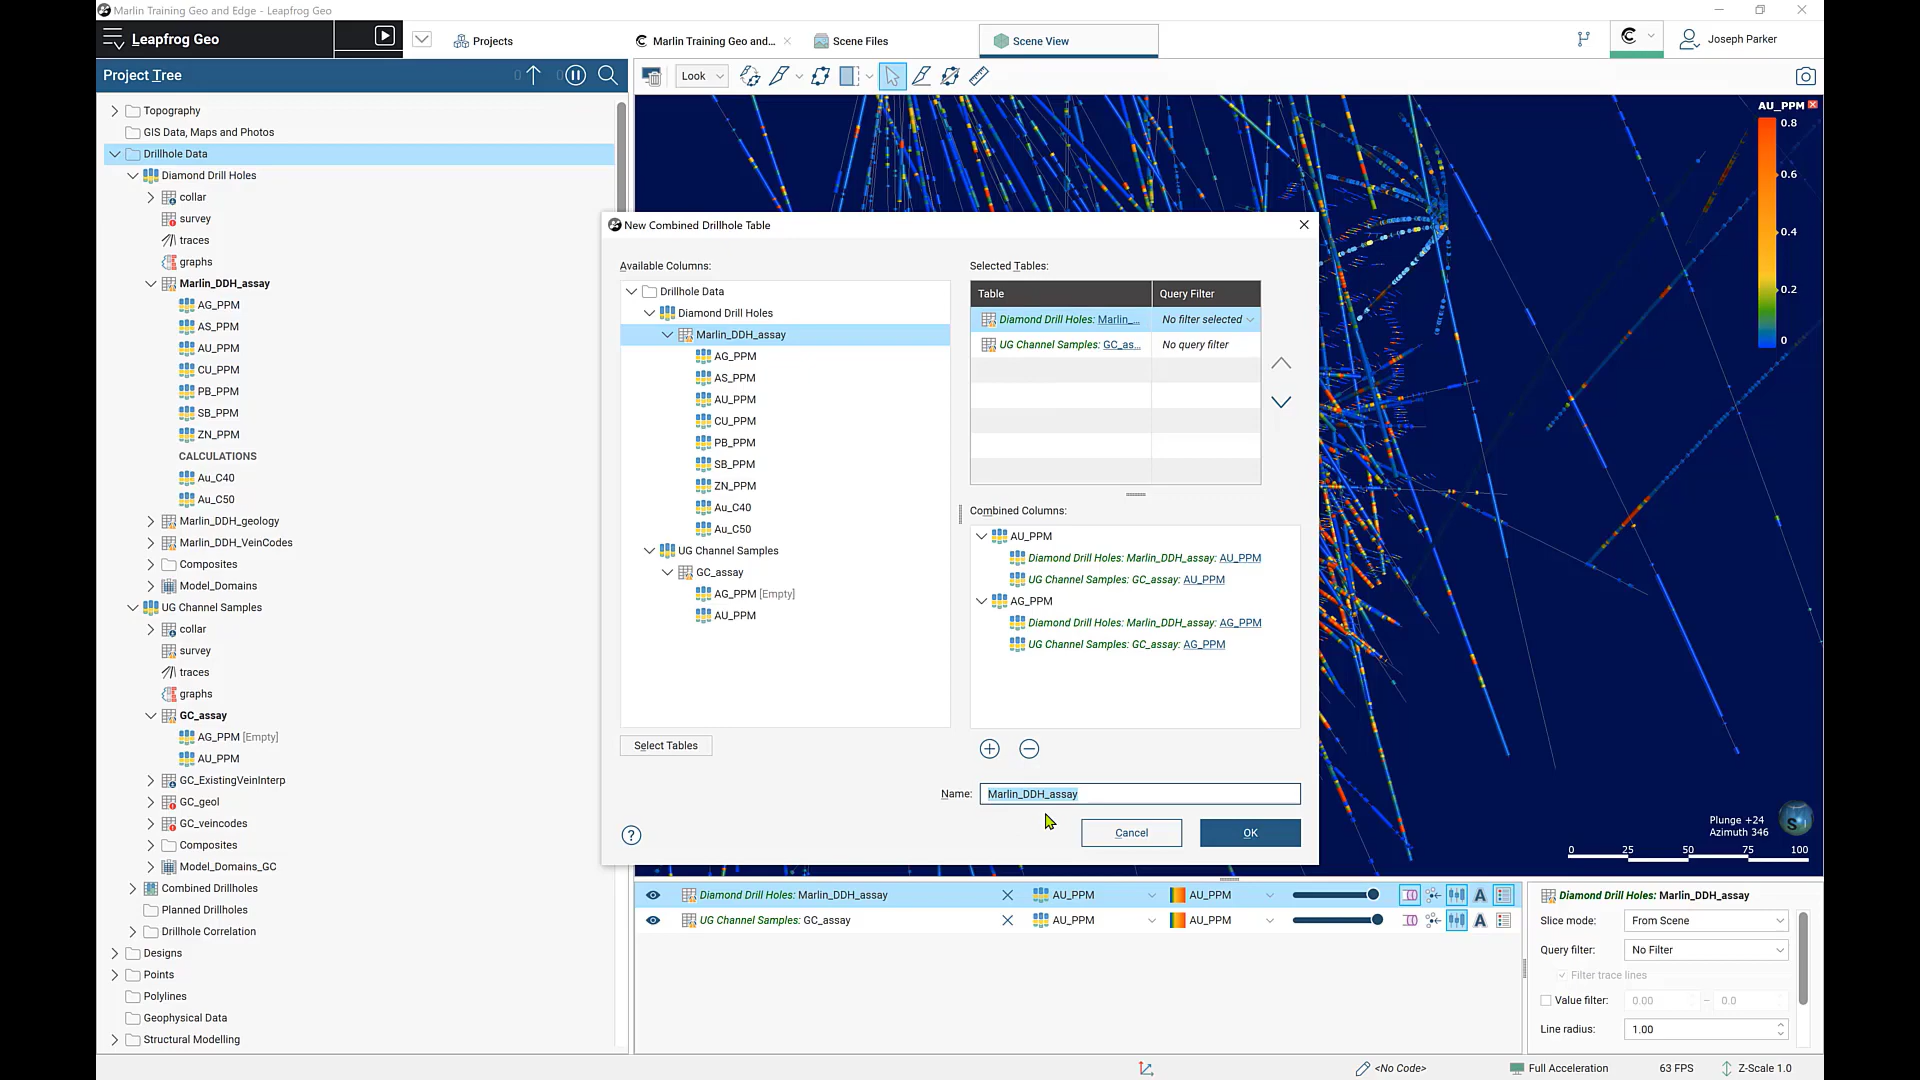 Marlin Training Geo and Edge - Leapfrog Geo
Leapfrog Geo
Projects
Marlin Training Geo and...
Scene Files
Scene View
Joseph Parker
Project Tree
0
0
Look
Topography
GIS Data, Maps and Photos
Drillhole Data
Diamond Drill Holes
collar
survey
traces
graphs
Marlin_DDH_assay
AG_PPM
AS_PPM
AU_PPM
CU_PPM
PB_PPM
SB_PPM
ZN_PPM
CALCULATIONS
Au_C40
Au_C50
Marlin_DDH_geology
Marlin_DDH_VeinCodes
Composites
Model_Domains
UG Channel Samples
collar
survey
traces
graphs
GC_assay
AG_PPM [Empty]
AU_PPM
GC_ExistingVeinInterp
GC_geol
GC_veincodes
Composites
Model_Domains_GC
Combined Drillholes
Planned Drillholes
Drillhole Correlation
Designs
Points
Polylines
Geophysical Data
Structural Modelling
AU_PPM
0.8
0.6
0.4
0.2
0
New Combined Drillhole Table
Available Columns:
Drillhole Data
Diamond Drill Holes
Marlin_DDH_assay
AG_PPM
AS_PPM
AU_PPM
CU_PPM
PB_PPM
SB_PPM
ZN_PPM
Au_C40
Au_C50
UG Channel Samples
GC_assay
AG_PPM [Empty]
AU_PPM
Select Tables
Selected Tables:
Table Query Filter
Diamond Drill Holes: Marlin_... No filter selected
UG Channel Samples: GC_as... No query filter
Combined Columns:
AU_PPM
Diamond Drill Holes: Marlin_DDH_assay: AU_PPM
UG Channel Samples: GC_assay: AU_PPM
AG_PPM
Diamond Drill Holes: Marlin_DDH_assay: AG_PPM
UG Channel Samples: GC_assay: AG_PPM
Name: Marlin_DDH_assay
?
Cancel
OK
Plunge +24
Azimuth 346
S
0 25 50 75 100
Diamond Drill Holes: Marlin_DDH_assay AU_PPM AU_PPM A
UG Channel Samples: GC_assay AU_PPM AU_PPM A
Diamond Drill Holes: Marlin_DDH_assay
Slice mode: From Scene
Query filter: No Filter
Filter trace lines
Value filter: 0.00 – 0.0
Line radius: 1.00
<No Code>
Full Acceleration
63 FPS
Z-Scale 1.0